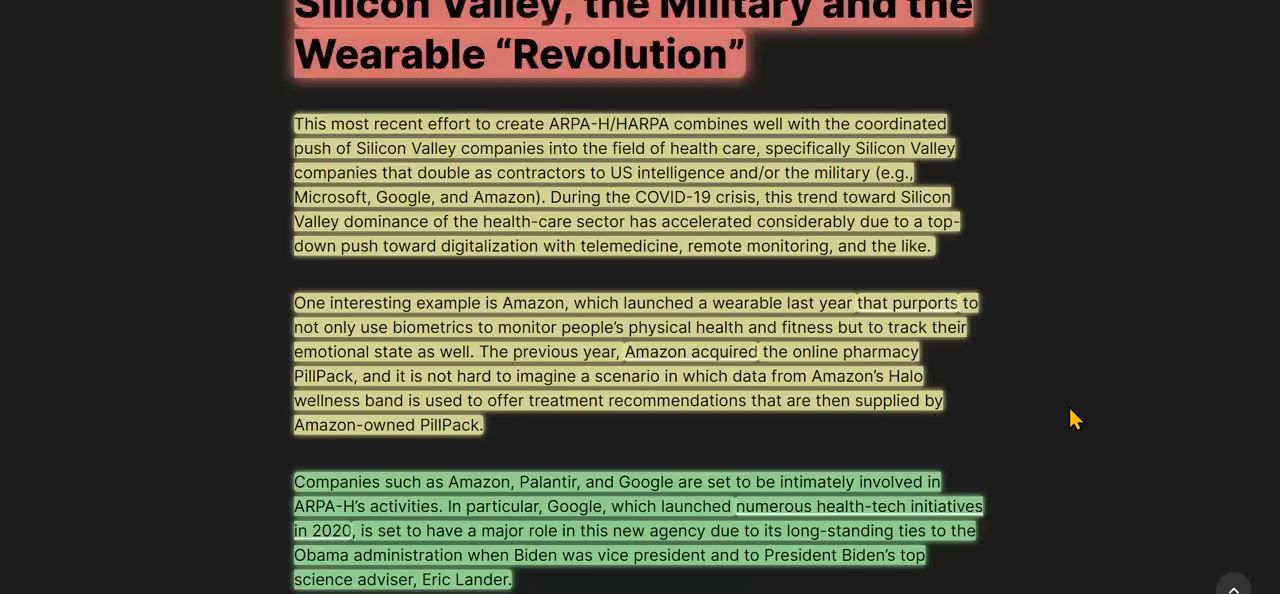 Silicon Valley, the Military and the
Wearable “Revolution”
This most recent effort to create ARPA-H/HARPA combines well with the coordinated
push of Silicon Valley companies into the field of health care, specifically Silicon Valley
companies that double as contractors to US intelligence and/or the military (e.g.,
Microsoft, Google, and Amazon). During the COVID-19 crisis, this trend toward Silicon
Valley dominance of the health-care sector has accelerated considerably due to a top-
down push toward digitalization with telemedicine, remote monitoring, and the like.
One interesting example is Amazon, which launched a wearable last year that purports to
not only use biometrics to monitor people’s physical health and fitness but to track their
emotional state as well. The previous year, Amazon acquired the online pharmacy
PillPack, and it is not hard to imagine a scenario in which data from Amazon’s Halo
wellness band is used to offer treatment recommendations that are then supplied by
Amazon-owned PillPack.
Companies such as Amazon, Palantir, and Google are set to be intimately involved in
ARPA-H’s activities. In particular, Google, which launched numerous health-tech initiatives
in 2020, is set to have a major role in this new agency due to its long-standing ties to the
Obama administration when Biden was vice president and to President Biden’s top
science adviser, Eric Lander.